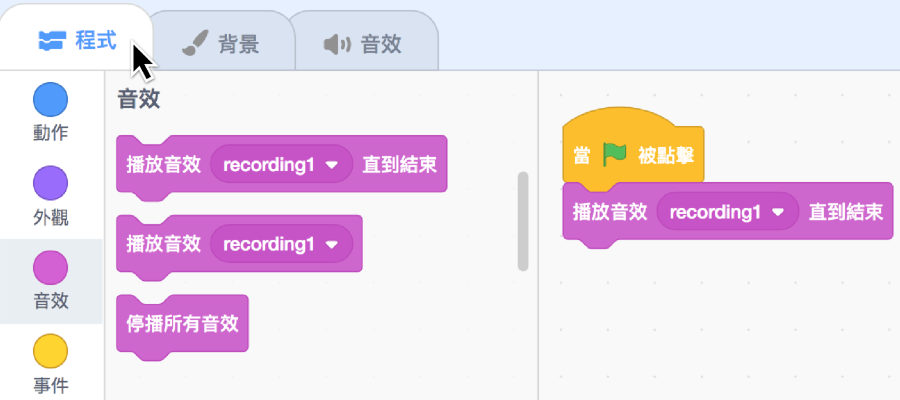 程式
背景
音效
動作
外觀
音效
事件
音效
播放音效 recording1 直到結束
播放音效 recording1
停播所有音效
當 被點擊
播放音效 recording1 直到結束